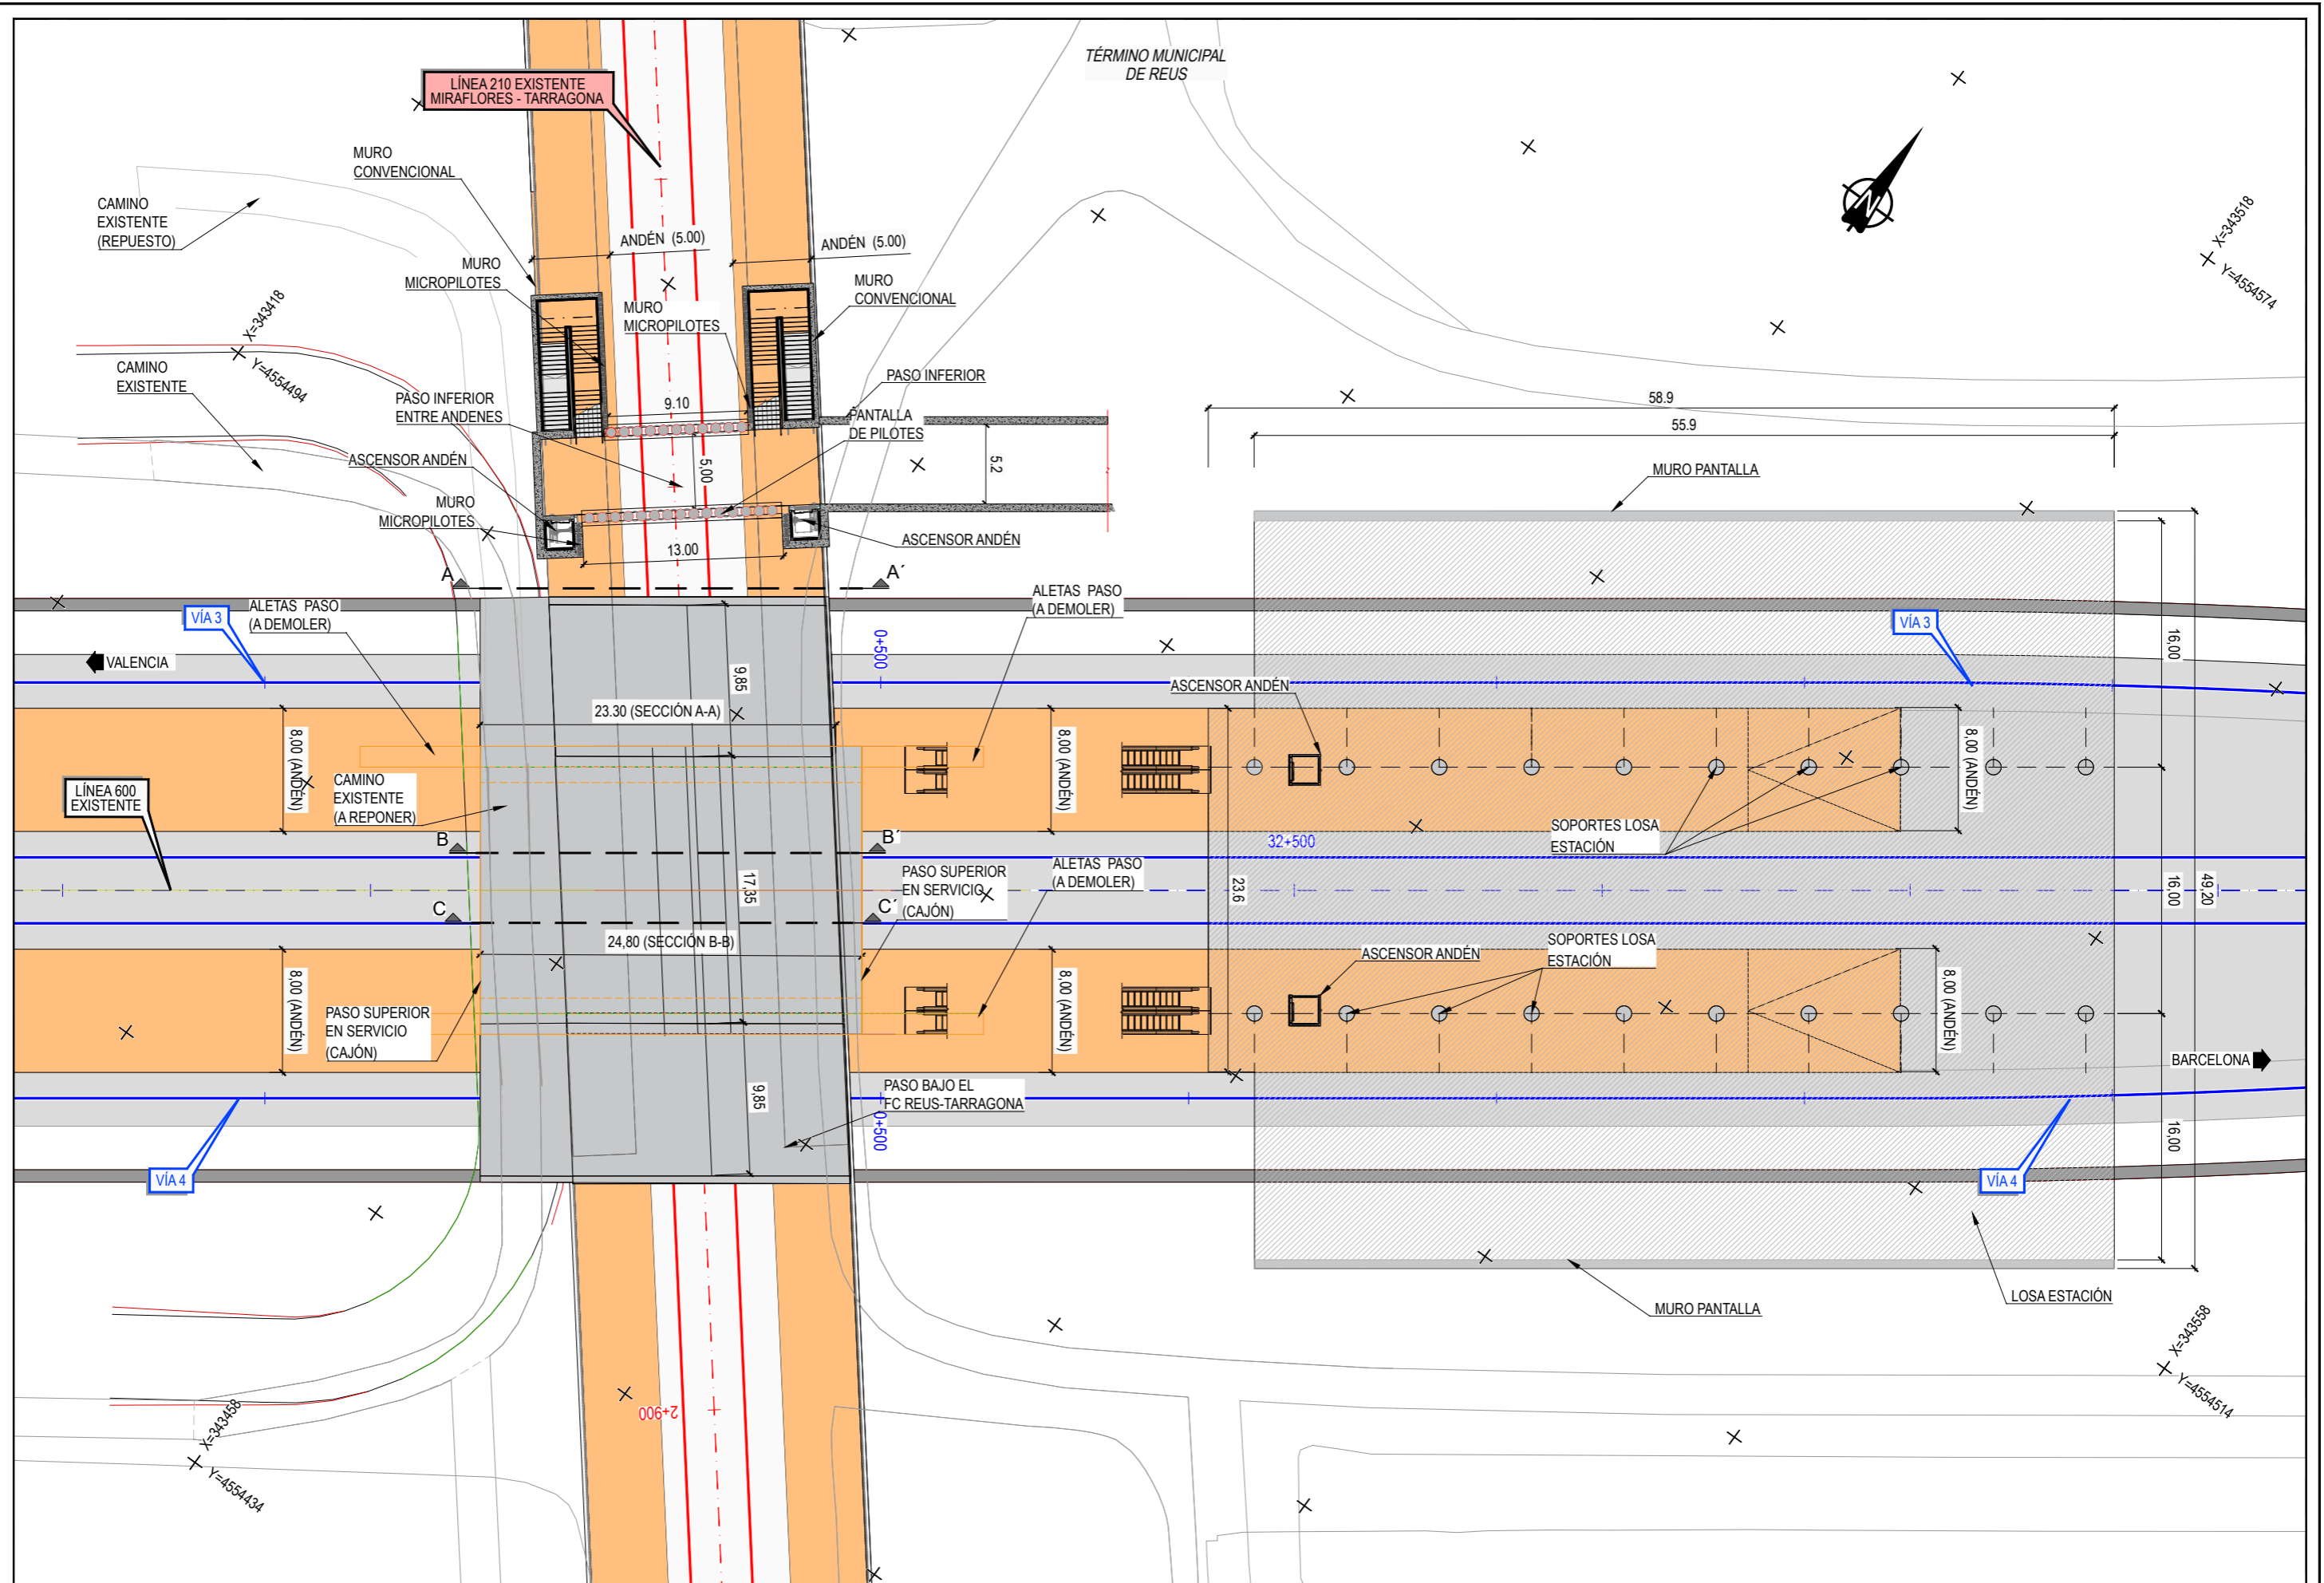 TÉRMINO MUNICIPAL
DE REUS
LÍNEA 210 EXISTENTE
MIRAFLORES - TARRAGONA
MURO
CONVENCIONAL
CAMINO
EXISTENTE
(REPUESTO)
ANDÉN (5.00)
ANDÉN (5.00)
MURO
MICROPILOTES
MURO
CONVENCIONAL
MURO
MICROPILOTES
X=343518
Y=4554574
X=343418
Y=4554494
CAMINO
EXISTENTE
PASO INFERIOR
ENTRE ANDENES
PASO INFERIOR
9.10
PANTALLA
DE PILOTES
58.9
55.9
ASCENSOR ANDÉN
5,00
5.2
MURO PANTALLA
MURO
MICROPILOTES
13.00
ASCENSOR ANDÉN
A
A´
ALETAS PASO
(A DEMOLER)
ALETAS PASO
(A DEMOLER)
VÍA 3
VÍA 3
VALENCIA
0+500
16,00
9,85
ASCENSOR ANDÉN
23.30 (SECCIÓN A-A)
8.00 (ANDÉN)
8,00 (ANDÉN)
8.00 (ANDÉN)
LÍNEA 600
EXISTENTE
CAMINO
EXISTENTE
(A REPONER)
SOPORTES LOSA
ESTACIÓN
B
B´
32+500
PASO SUPERIOR
EN SERVICIO
(CAJÓN)
ALETAS PASO
(A DEMOLER)
17,35
23.6
16,00
49,20
C
C´
24,80 (SECCIÓN B-B)
ASCENSOR ANDÉN
SOPORTES LOSA
ESTACIÓN
8,00 (ANDÉN)
8,00 (ANDÉN)
8,00 (ANDÉN)
PASO SUPERIOR
EN SERVICIO
(CAJÓN)
BARCELONA
9,85
PASO BAJO EL
FC REUS-TARRAGONA
0+500
16,00
VÍA 4
VÍA 4
MURO PANTALLA
LOSA ESTACIÓN
X=343558
Y=4554514
2+900
X=343458
Y=4554434